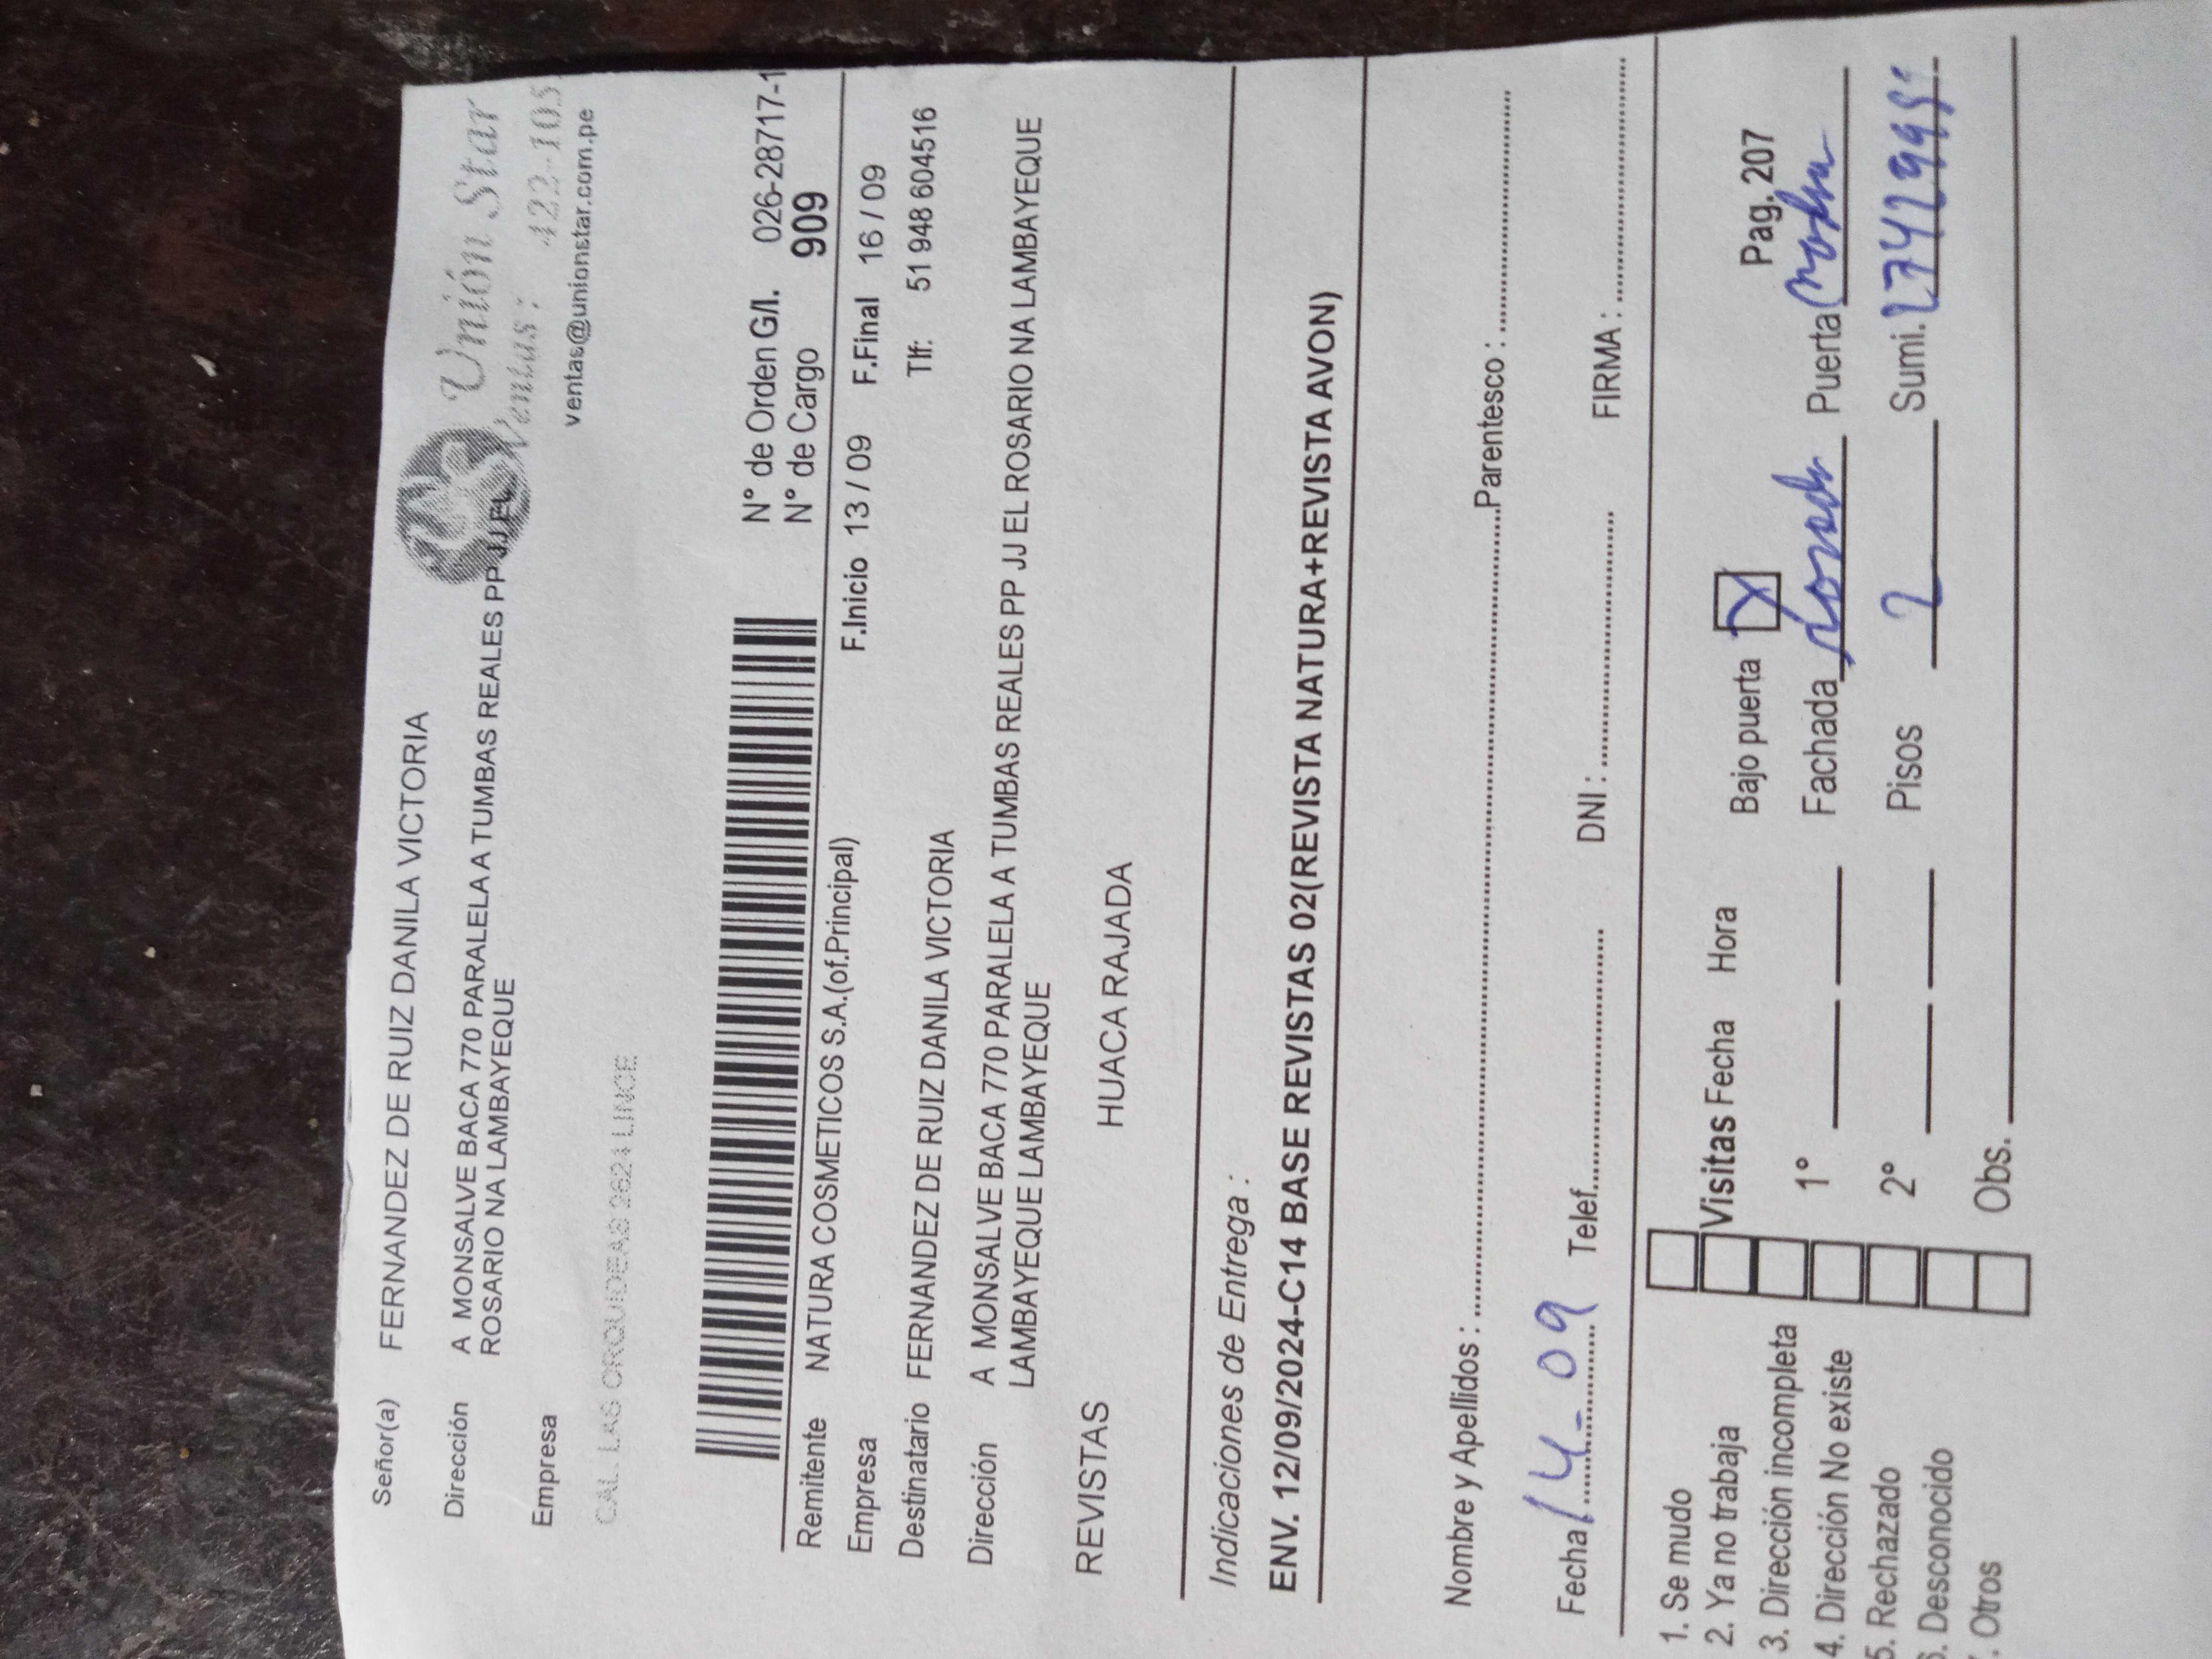 Señor(a) FERNANDEZ DE RUIZ DANILA VICTORIA
Unión Star
Dirección A MONSALVE BACA 770 PARALELA A TUMBAS REALES PP JJ EL
ROSARIO NA LAMBAYEQUE
Ventas: 422-105
Empresa
ventas@unionstar.com.pe
CAL. LAS ORQUIDEAS 2621 LINCE
N° de Orden G/I. 026-28717-1
N° de Cargo 909
Remitente NATURA COSMETICOS S.A.(of.Principal)
Empresa F.Inicio 13 / 09 F.Final 16 / 09
Destinatario FERNANDEZ DE RUIZ DANILA VICTORIA Tlf: 51 948 604516
Dirección A MONSALVE BACA 770 PARALELA A TUMBAS REALES PP JJ EL ROSARIO NA LAMBAYEQUE
LAMBAYEQUE LAMBAYEQUE
REVISTAS HUACA RAJADA
Indicaciones de Entrega :
ENV. 12/09/2024-C14 BASE REVISTAS 02(REVISTA NATURA+REVISTA AVON)
Nombre y Apellidos : Parentesco :
Fecha 14-09 Telef. DNI : FIRMA :
1. Se mudo
2. Ya no trabaja Visitas Fecha Hora Bajo puerta Pag. 207
3. Dirección incompleta 1° Fachada Puerta
4. Dirección No existe
5. Rechazado 2° Pisos 2 Sumi.
6. Desconocido
. Otros Obs.